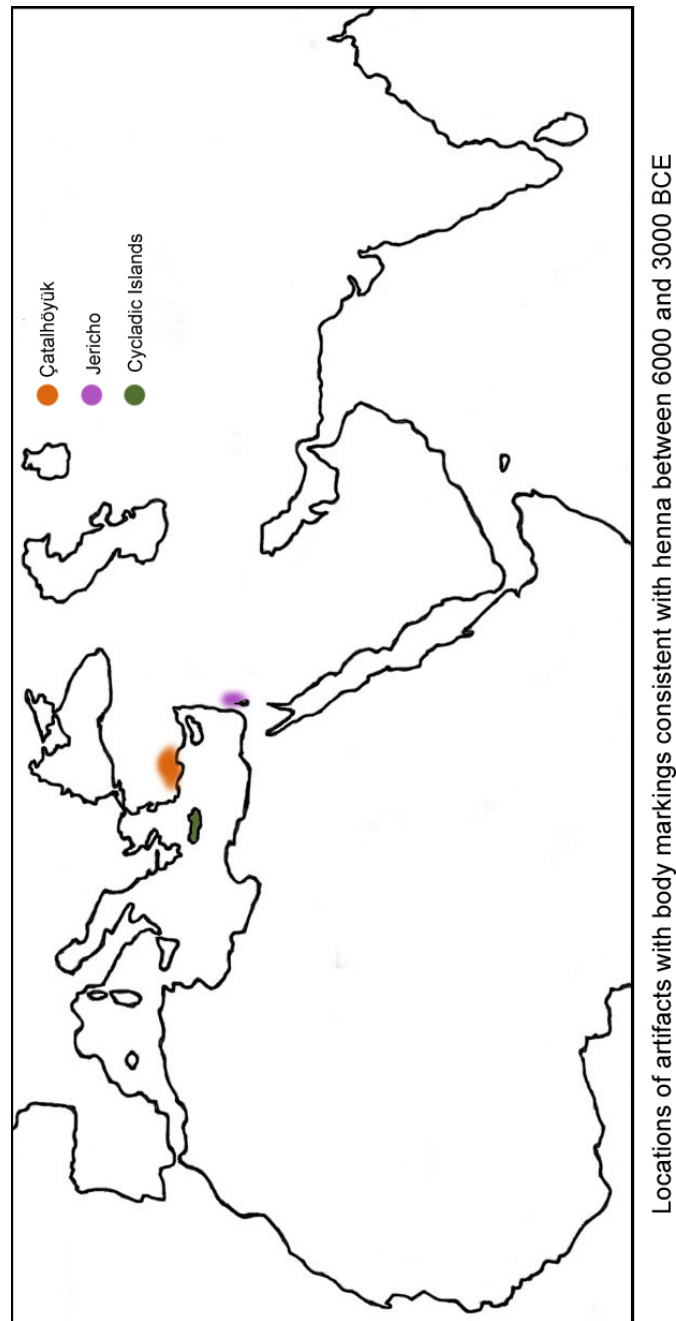 Çatalhöyük
Jericho
Cycladic Islands
Locations of artifacts with body markings consistent with henna between 6000 and 3000 BCE